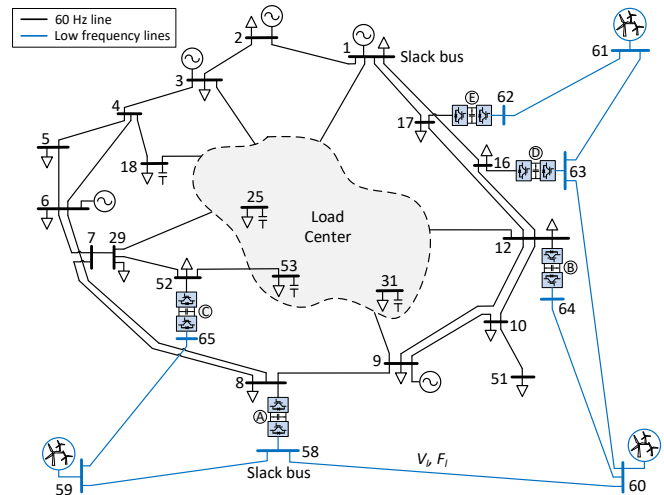 60 Hz line
Low frequency lines
2
1
Slack bus
61
3
E
62
4
17
5
18
16
D
63
25
Load
Center
6
7
29
12
B
53
52
31
64
C
65
10
9
8
51
A
58
Slack bus
Vl, Fl
59
60